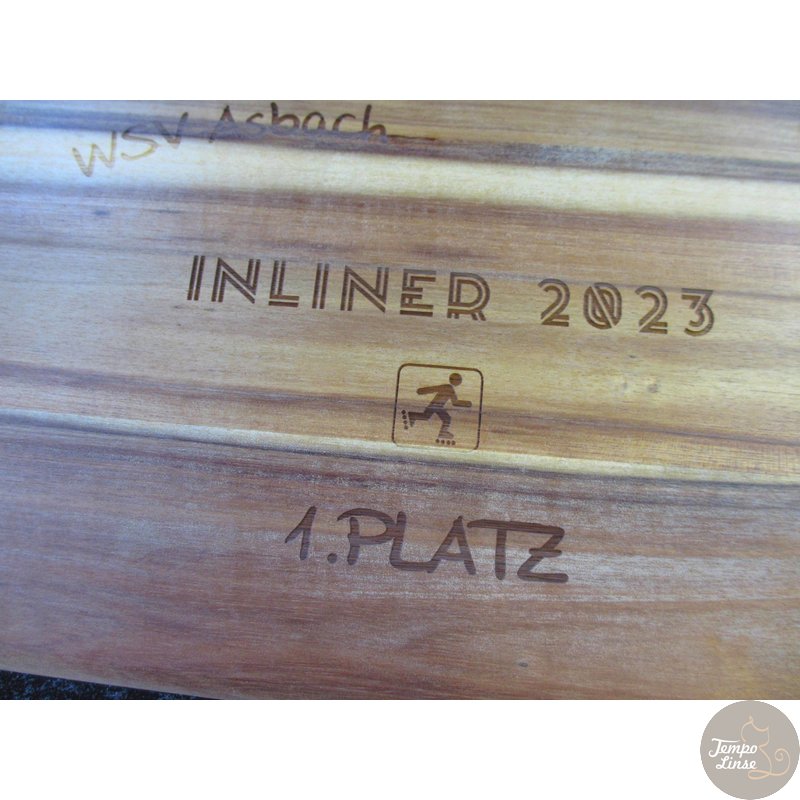 WSV Asbach
INLINER 2023
1.PLATZ
Tempo
Linse